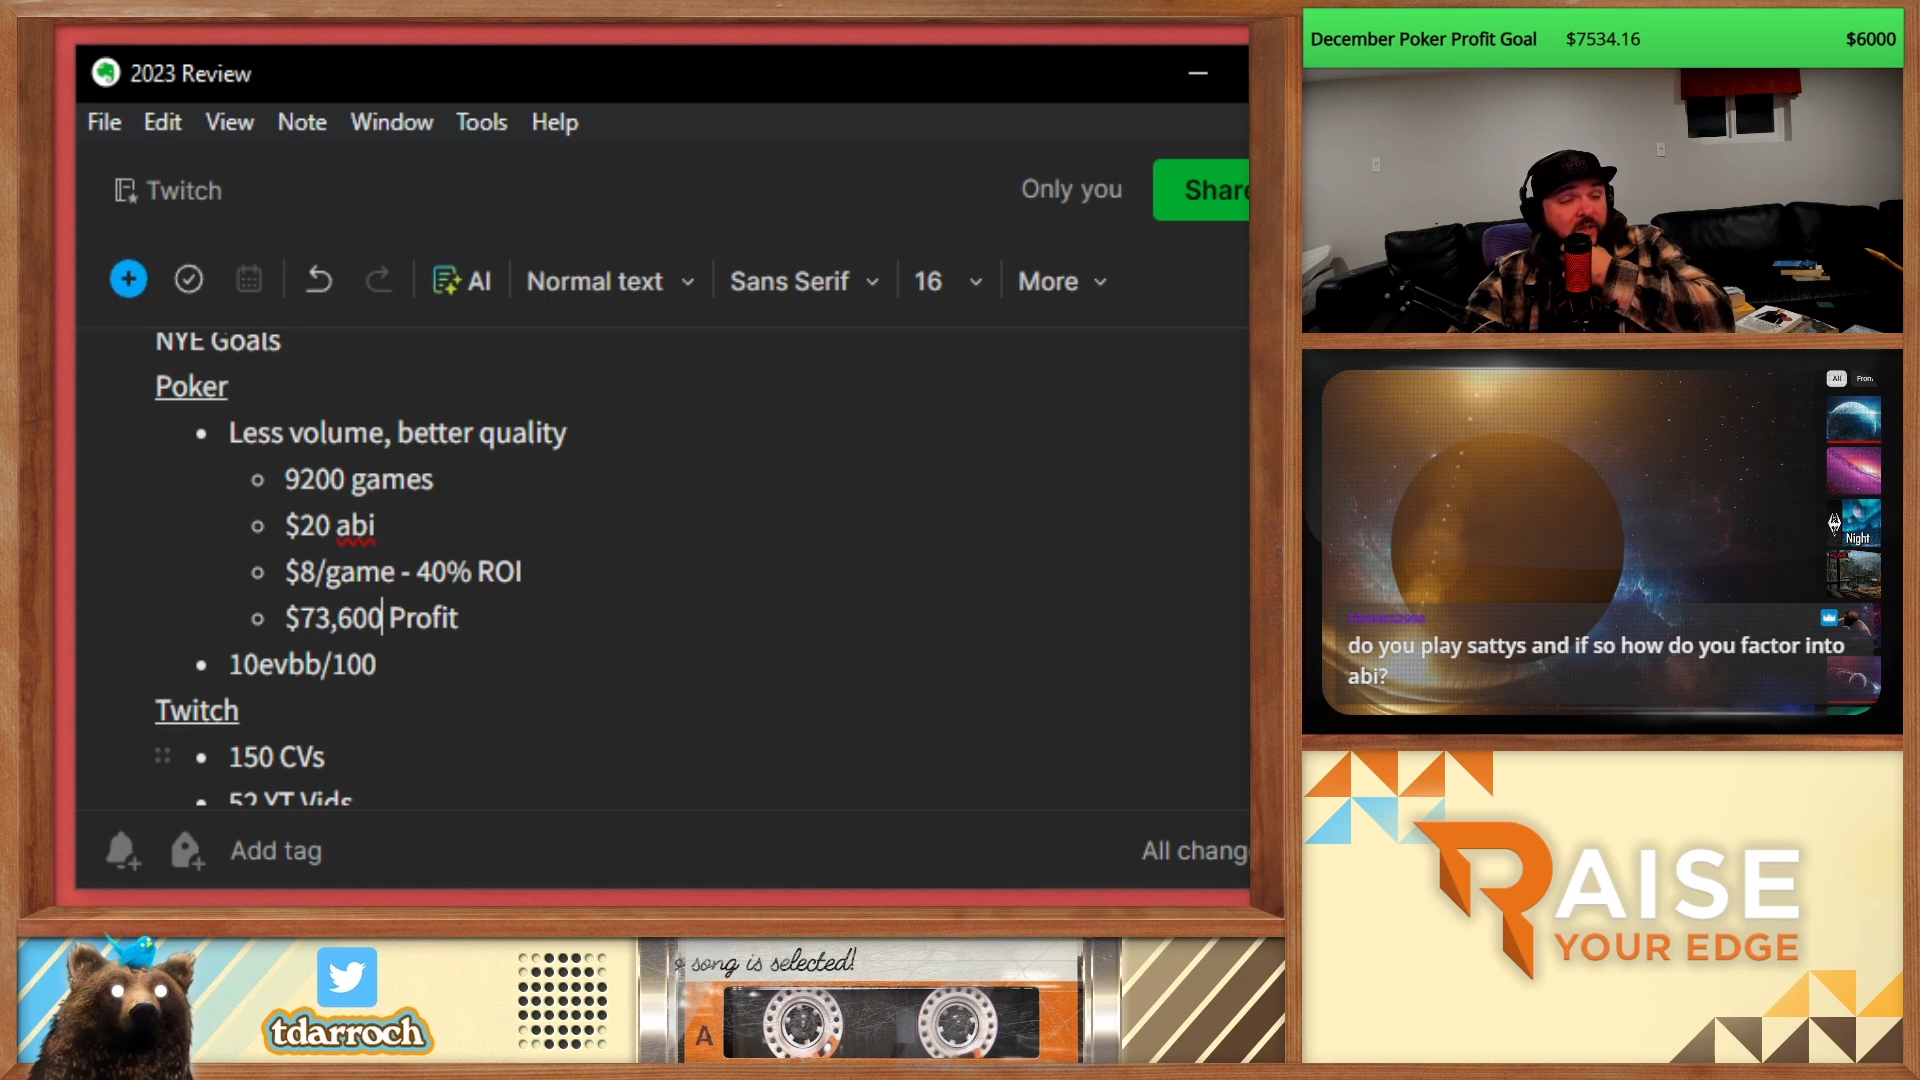 2023 Review
File Edit View Note Window Tools Help
Twitch
Only you
Share
AI
Normal text
Sans Serif
16
More
NYE Goals
Poker
Less volume, better quality
9200 games
$20 abi
$8/game - 40% ROI
$73,600 Profit
10evbb/100
Twitch
150 CVs
52 YT Vids
Add tag
All chang
December Poker Profit Goal $7534.16 $6000
All
Fron
Night
do you play sattys and if so how do you factor into
abi?
RAISE
YOUR EDGE
tdarroch
song is selected!
A